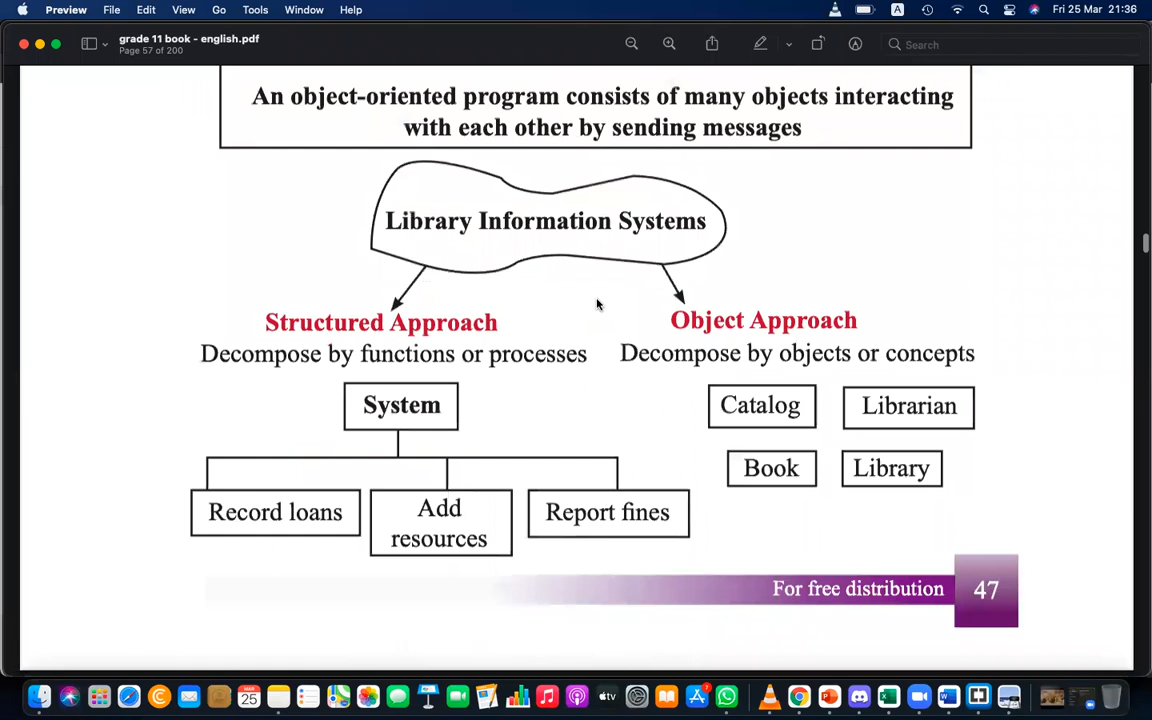 Preview File Edit View Go Tools Window Help A Fri 25 Mar 21:36
grade 11 book - english.pdf
Page 57 of 200
Search
An object-oriented program consists of many objects interacting
with each other by sending messages
Library Information Systems
Structured Approach
Decompose by functions or processes
System
Record loans
Add
resources
Report fines
Object Approach
Decompose by objects or concepts
Catalog Librarian
Book Library
For free distribution 47
MAR
25
tv